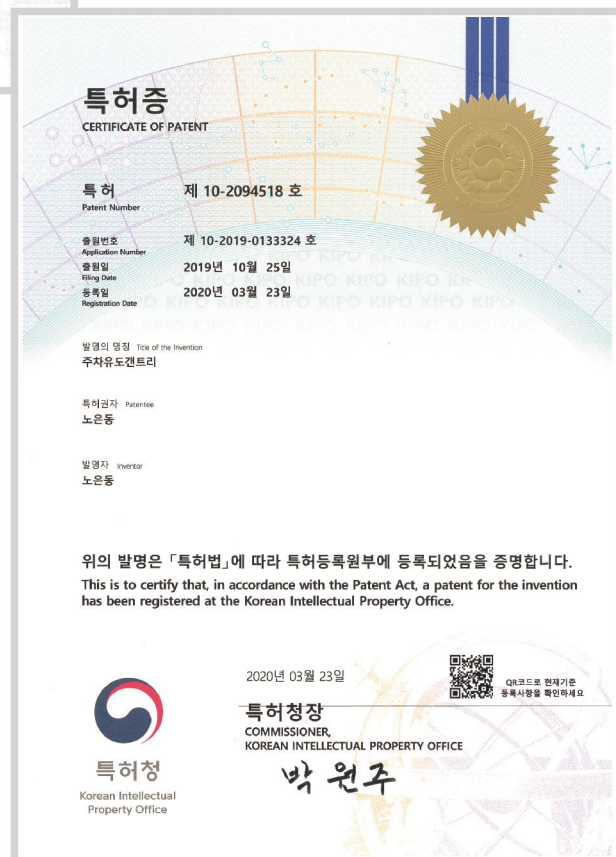 특허증
CERTIFICATE OF PATENT
특허 제 10-2094518 호
Patent Number
출원번호 제 10-2019-0133324 호
Application Number
출원일 2019년 10월 25일
Filing Date
등록일 2020년 03월 23일
Registration Date
발명의 명칭 Title of the Invention
주차유도갠트리
특허권자 Patentee
노은동
발명자 Inventor
노은동
위의 발명은 「특허법」에 따라 특허등록원부에 등록되었음을 증명합니다.
This is to certify that, in accordance with the Patent Act, a patent for the invention
has been registered at the Korean Intellectual Property Office.
2020년 03월 23일
QR코드로 현재기준
등록사항을 확인하세요
특허청장
COMMISSIONER,
KOREAN INTELLECTUAL PROPERTY OFFICE
박원주
특허청
Korean Intellectual
Property Office